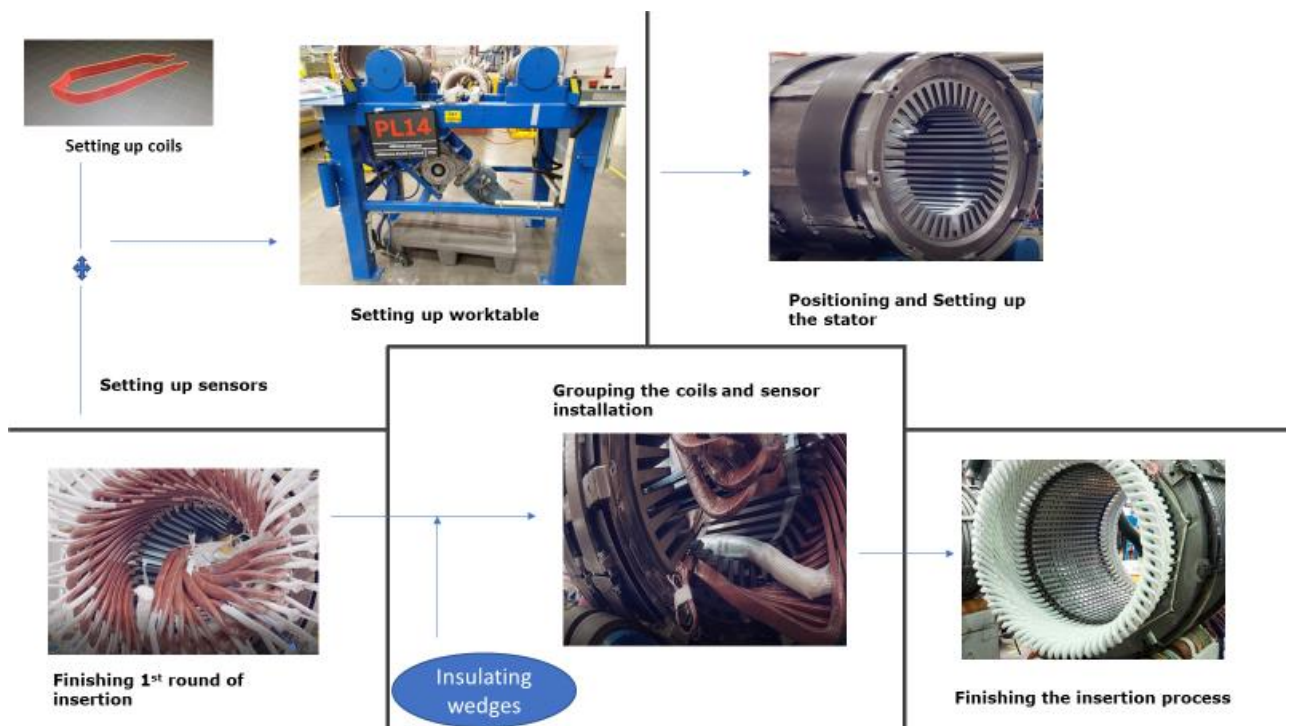 Setting up coils
PL14
Setting up worktable
Positioning and Setting up
the stator
Setting up sensors
Grouping the coils and sensor
installation
Finishing 1st round of
insertion
Insulating
wedges
Finishing the insertion process